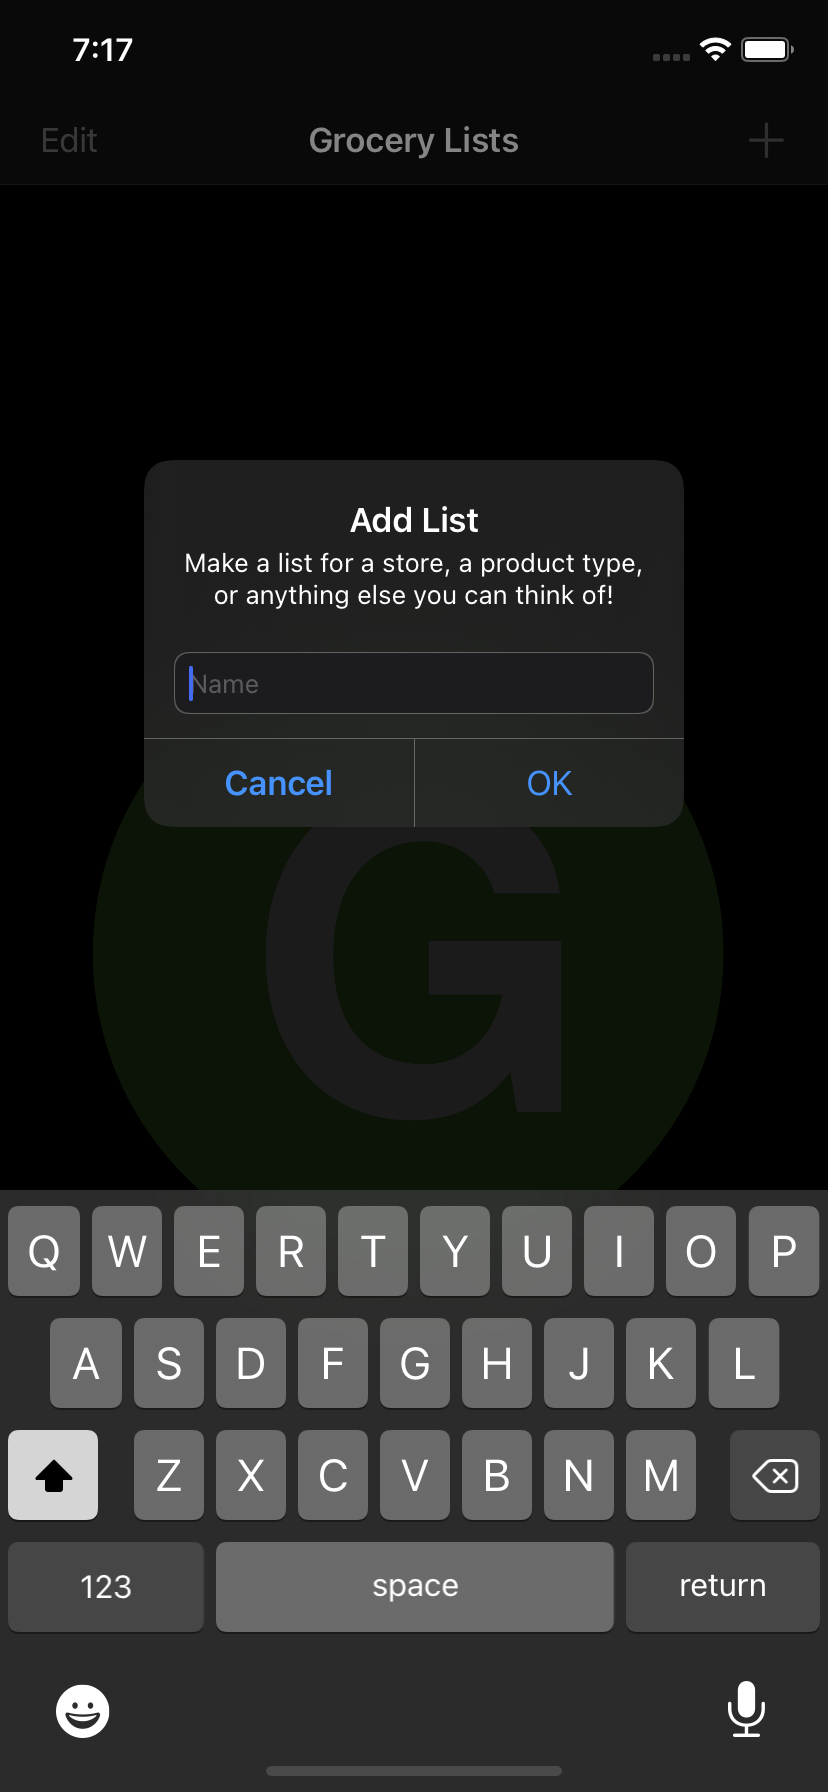 7:17
Edit
Grocery Lists
Add List
Make a list for a store, a product type,
or anything else you can think of!
Name
Cancel
OK
G
Q W E R T Y U I O P
A S D F G H J K L
Z X C V B N M
123
space
return